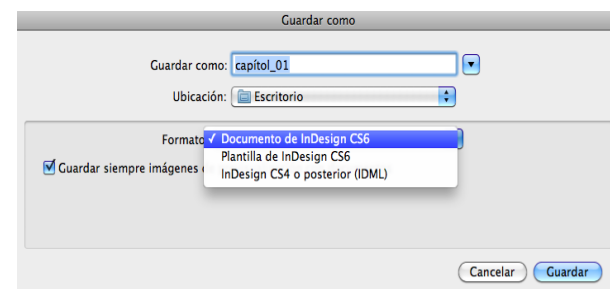 Guardar como
Guardar como: capítol_01
Ubicación: Escritorio
Formato ✓ Documento de InDesign CS6
Plantilla de InDesign CS6
InDesign CS4 o posterior (IDML)
Guardar siempre imágenes
Cancelar Guardar